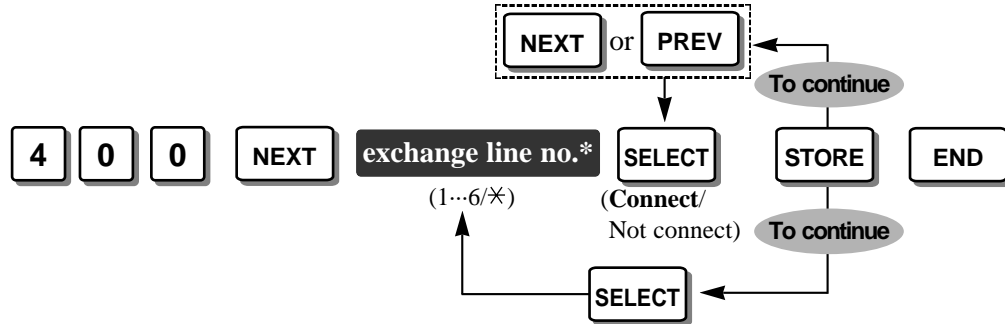 NEXT or PREV
To continue
4 0 0 NEXT exchange line no.* SELECT STORE END
(1···6/✳) (Connect/
Not connect)
To continue
SELECT